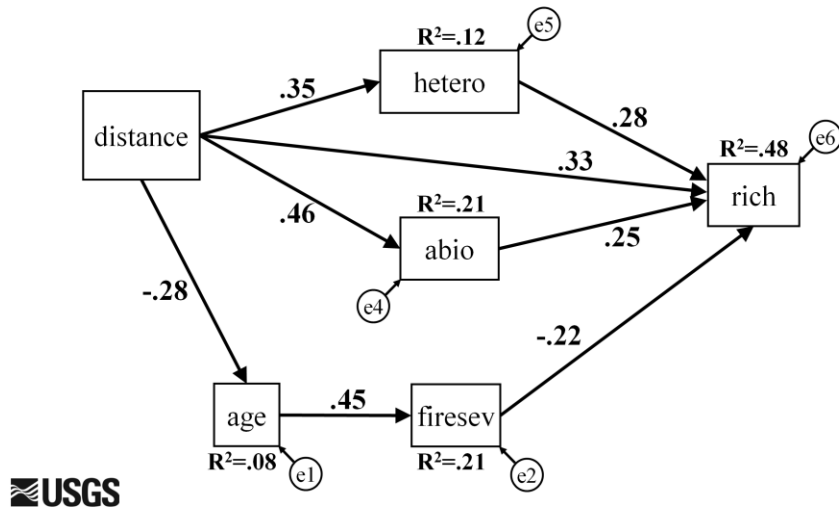 R²=.12
e5
hetero
.35
distance
.28
e6
R²=.48
.33
rich
.46
R²=.21
abio
.25
e4
-.28
-.22
age
.45
firesev
R²=.08
e1
R²=.21
e2
USGS